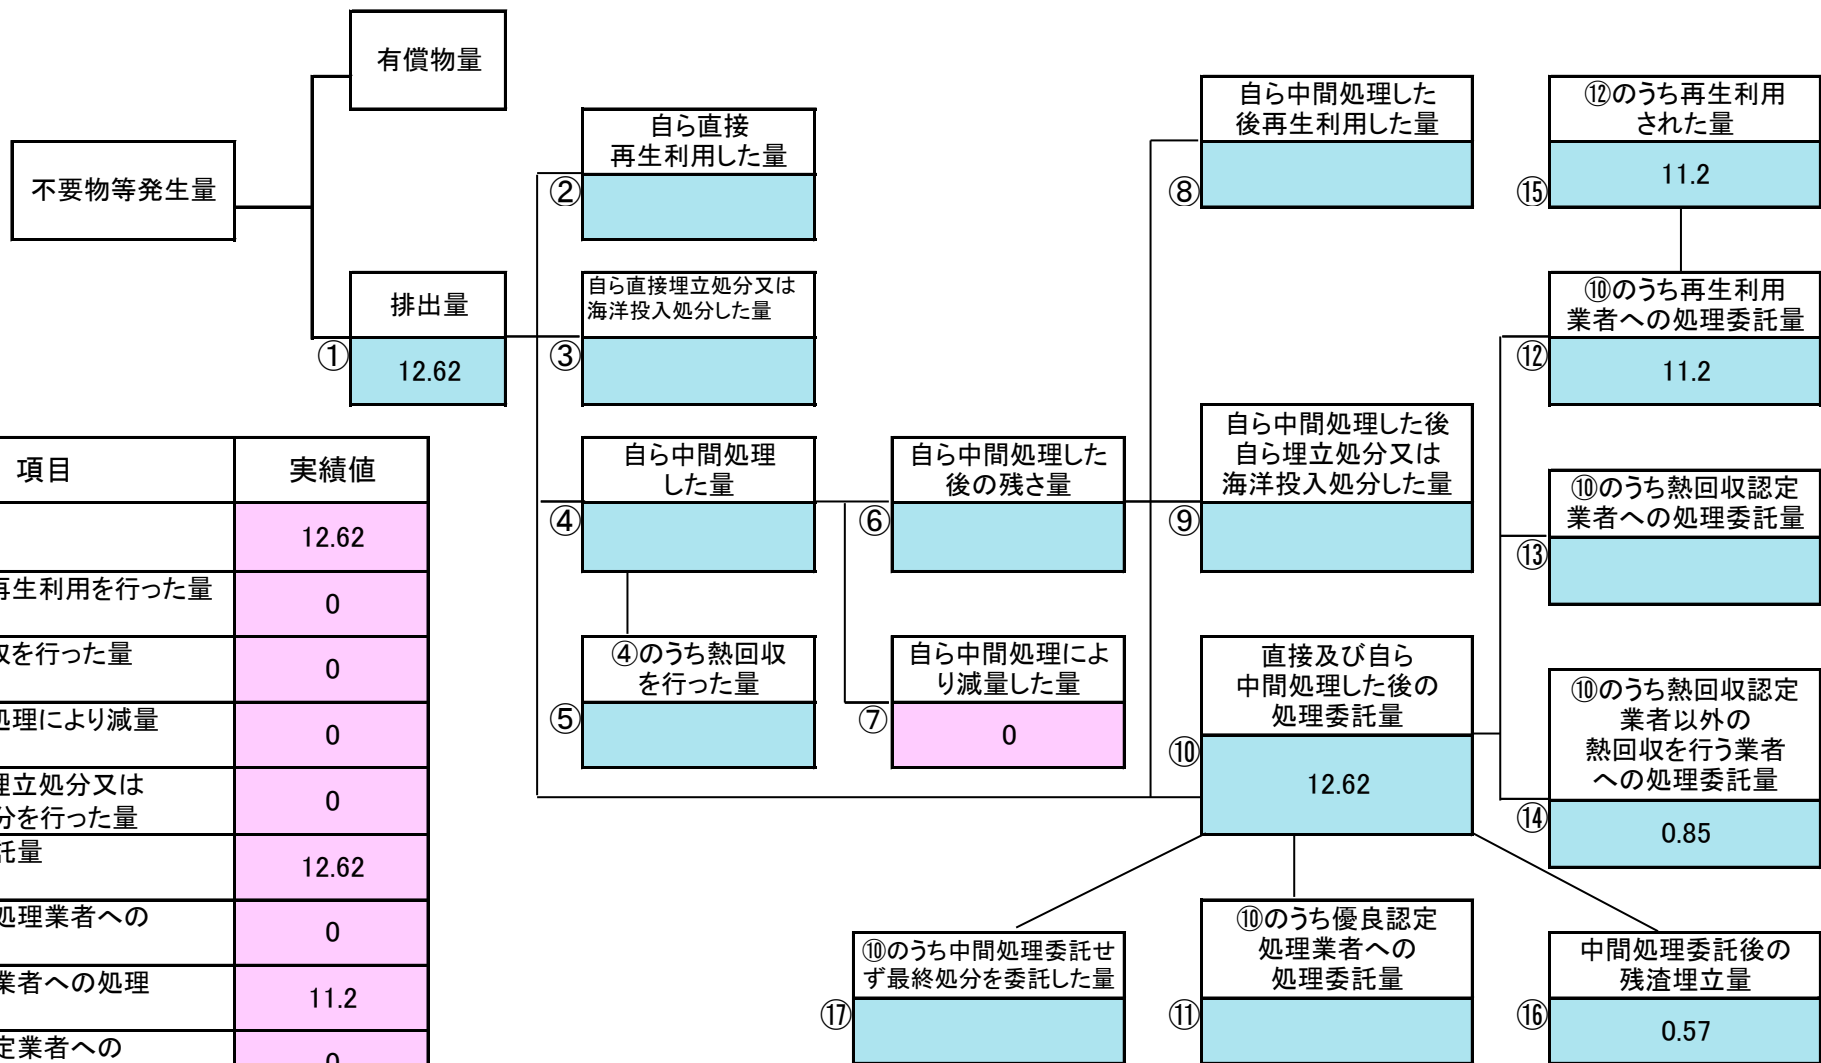 有償物量
不要物等発生量
排出量
①
12.62
自ら直接
再生利用した量
②
自ら直接埋立処分又は
海洋投入処分した量
③
自ら中間処理
した量
④
④のうち熱回収
を行った量
⑤
自ら中間処理した
後の残さ量
⑥
自ら中間処理によ
り減量した量
⑦
0
自ら中間処理した
後再生利用した量
⑧
自ら中間処理した後
自ら埋立処分又は
海洋投入処分した量
⑨
直接及び自ら
中間処理した後の
処理委託量
⑩
12.62
⑫のうち再生利用
された量
⑮
11.2
⑩のうち再生利用
業者への処理委託量
⑫
11.2
⑩のうち熱回収認定
業者への処理委託量
⑬
⑩のうち熱回収認定
業者以外の
熱回収を行う業者
への処理委託量
⑭
0.85
⑩のうち中間処理委託せ
ず最終処分を委託した量
⑰
⑩のうち優良認定
処理業者への
処理委託量
⑪
中間処理委託後の
残渣埋立量
⑯
0.57
項目 実績値
12.62
再生利用を行った量 0
を行った量 0
処理により減量 0
埋立処分又は 0
を行った量
託量 12.62
処理業者への 0
業者への処理 11.2
定業者への 0